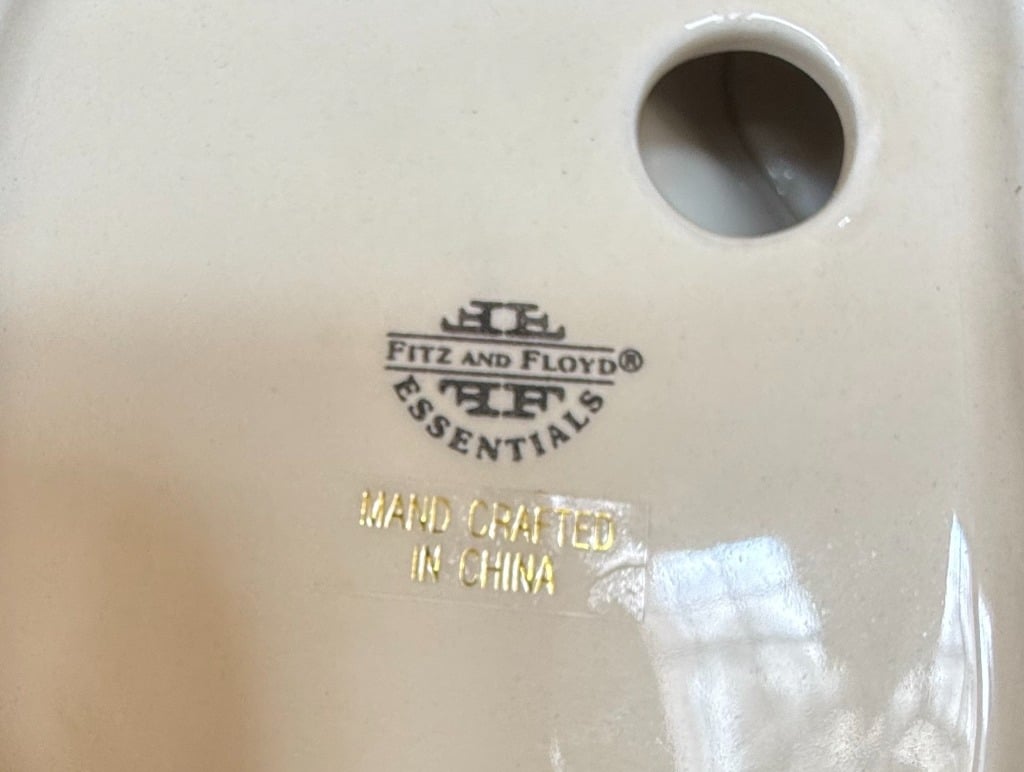 FITZ AND FLOYD®
ESSENTIALS
HAND CRAFTED
IN CHINA